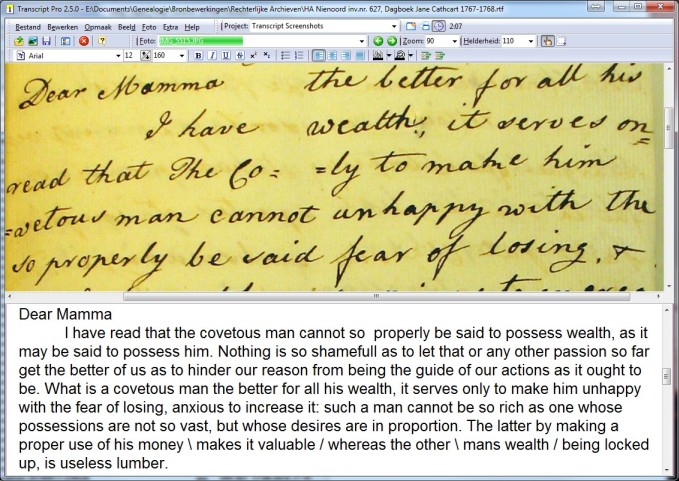 Transcript Pro 2.5.0 - E:\Documents\Genealogie\Bronbewerkingen\Rechterlijke Archieven\HA Nienoord inv.nr. 627, Dagboek Jane Cathcart 1767-1768.rtf
Bestand Bewerken Opmaak Beeld Foto Extra Help Project: Transcript Screenshots 2.07
Foto: Zoom: 90 Helderheid: 110
Arial 12 160% B I U S x² x₂
Dear Mamma the better for all his
I have wealth, it serves on=
read that The Co= =ly to make him
=vetous man cannot unhappy with the
so properly be said fear of losing, &
Dear Mamma
I have read that the covetous man cannot so  properly be said to possess wealth, as it
may be said to possess him. Nothing is so shamefull as to let that or any other passion so far
get the better of us as to hinder our reason from being the guide of our actions as it ought to
be. What is a covetous man the better for all his wealth, it serves only to make him unhappy
with the fear of losing, anxious to increase it: such a man cannot be so rich as one whose
possessions are not so vast, but whose desires are in proportion. The latter by making a
proper use of his money \ makes it valuable / whereas the other \ mans wealth / being locked
up, is useless lumber.